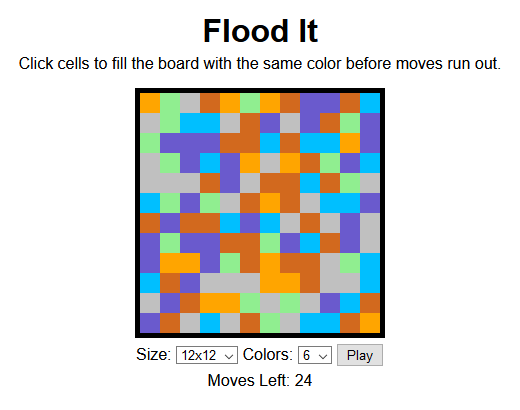 Flood It
Click cells to fill the board with the same color before moves run out.
Size: 12x12 Colors: 6 Play
Moves Left: 24